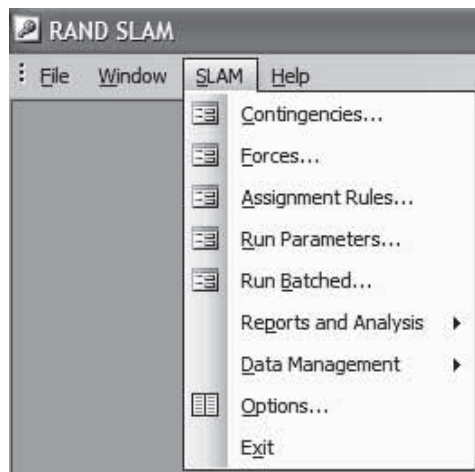 RAND SLAM
File Window SLAM Help
Contingencies...
Forces...
Assignment Rules...
Run Parameters...
Run Batched...
Reports and Analysis
Data Management
Options...
Exit